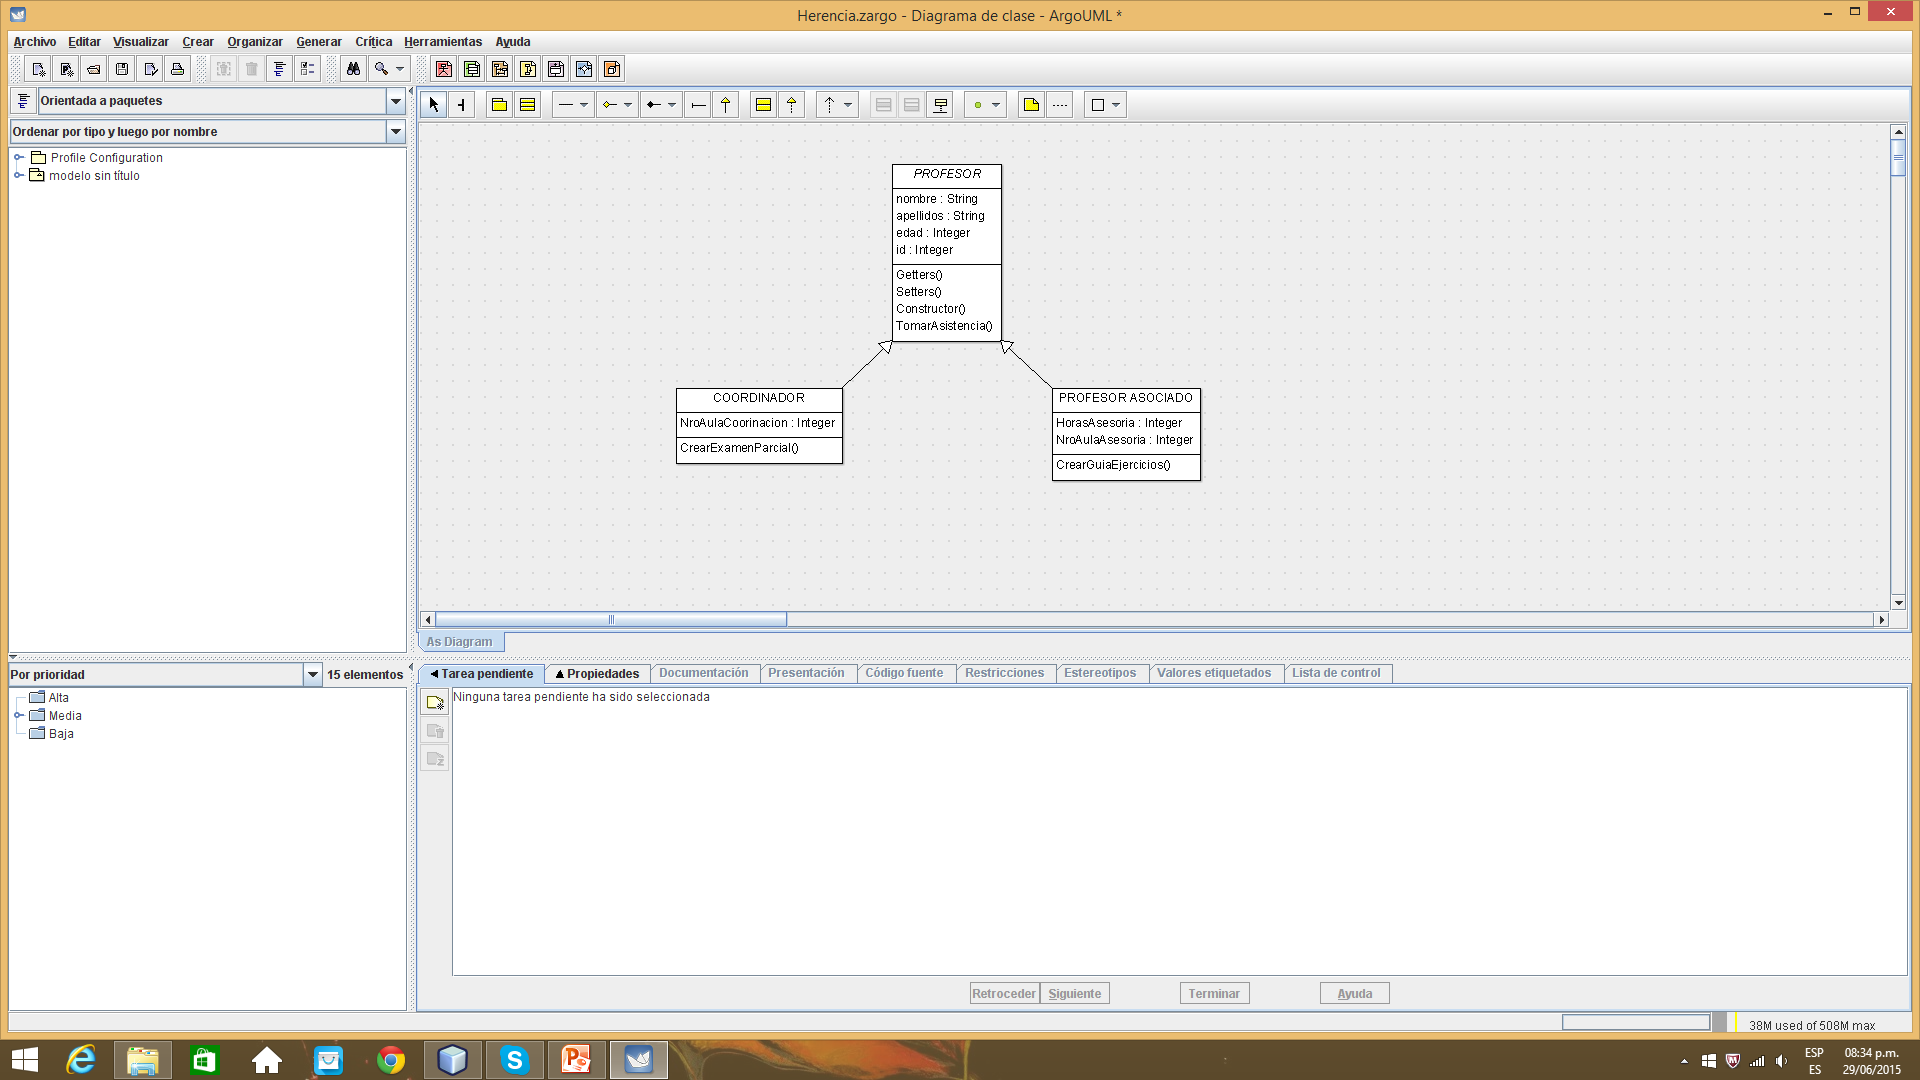 Herencia.zargo - Diagrama de clase - ArgoUML *
Archivo Editar Visualizar Crear Organizar Generar Crítica Herramientas Ayuda
Orientada a paquetes
Ordenar por tipo y luego por nombre
Profile Configuration
modelo sin título
PROFESOR
nombre : String
apellidos : String
edad : Integer
id : Integer
Getters()
Setters()
Constructor()
TomarAsistencia()
COORDINADOR
NroAulaCoorinacion : Integer
CrearExamenParcial()
PROFESOR ASOCIADO
HorasAsesoria : Integer
NroAulaAsesoria : Integer
CrearGuiaEjercicios()
As Diagram
Por prioridad
15 elementos
Alta
Media
Baja
Tarea pendiente Propiedades Documentación Presentación Código fuente Restricciones Estereotipos Valores etiquetados Lista de control
Ninguna tarea pendiente ha sido seleccionada
Retroceder Siguiente Terminar Ayuda
38M used of 508M max
ESP 08:34 p.m.
ES 29/06/2015